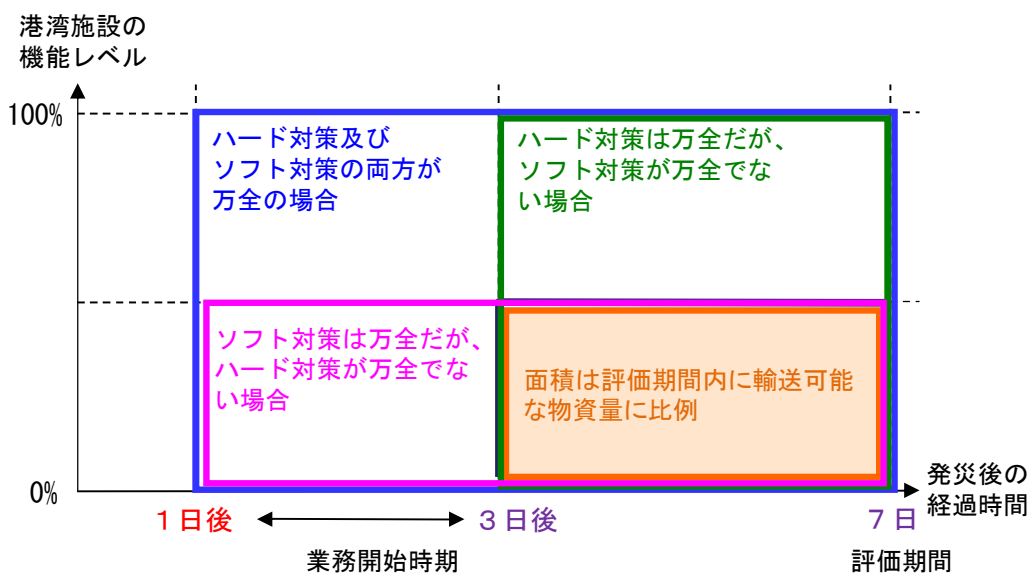 港湾施設の
機能レベル
100%
ハード対策及び
ソフト対策の両方が
万全の場合
ハード対策は万全だが、
ソフト対策が万全でな
い場合
ソフト対策は万全だが、
ハード対策が万全でな
い場合
面積は評価期間内に輸送可能
な物資量に比例
0%
発災後の
経過時間
1日後
3日後
7日
業務開始時期
評価期間